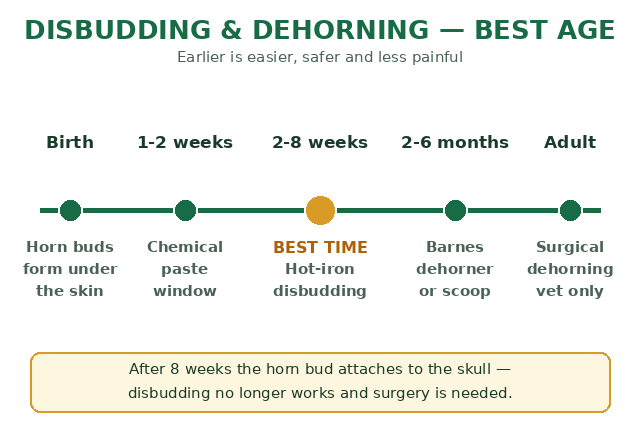 DISBUDDING & DEHORNING — BEST AGE
Earlier is easier, safer and less painful
Birth
1-2 weeks
2-8 weeks
2-6 months
Adult
Horn buds
form under
the skin
Chemical
paste
window
BEST TIME
Hot-iron
disbudding
Barnes
dehorner
or scoop
Surgical
dehorning
vet only
After 8 weeks the horn bud attaches to the skull —
disbudding no longer works and surgery is needed.